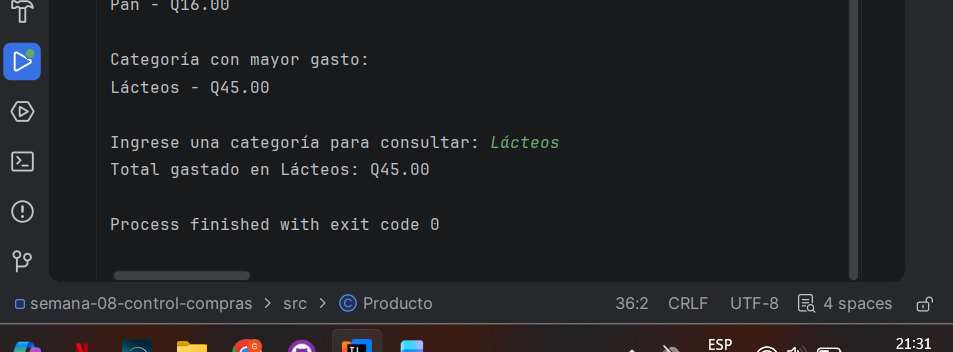 Pan - Q16.00
Categoría con mayor gasto:
Lácteos - Q45.00
Ingrese una categoría para consultar: Lácteos
Total gastado en Lácteos: Q45.00
Process finished with exit code 0
semana-08-control-compras > src > Producto 36:2 CRLF UTF-8 4 spaces
ESP 21:31